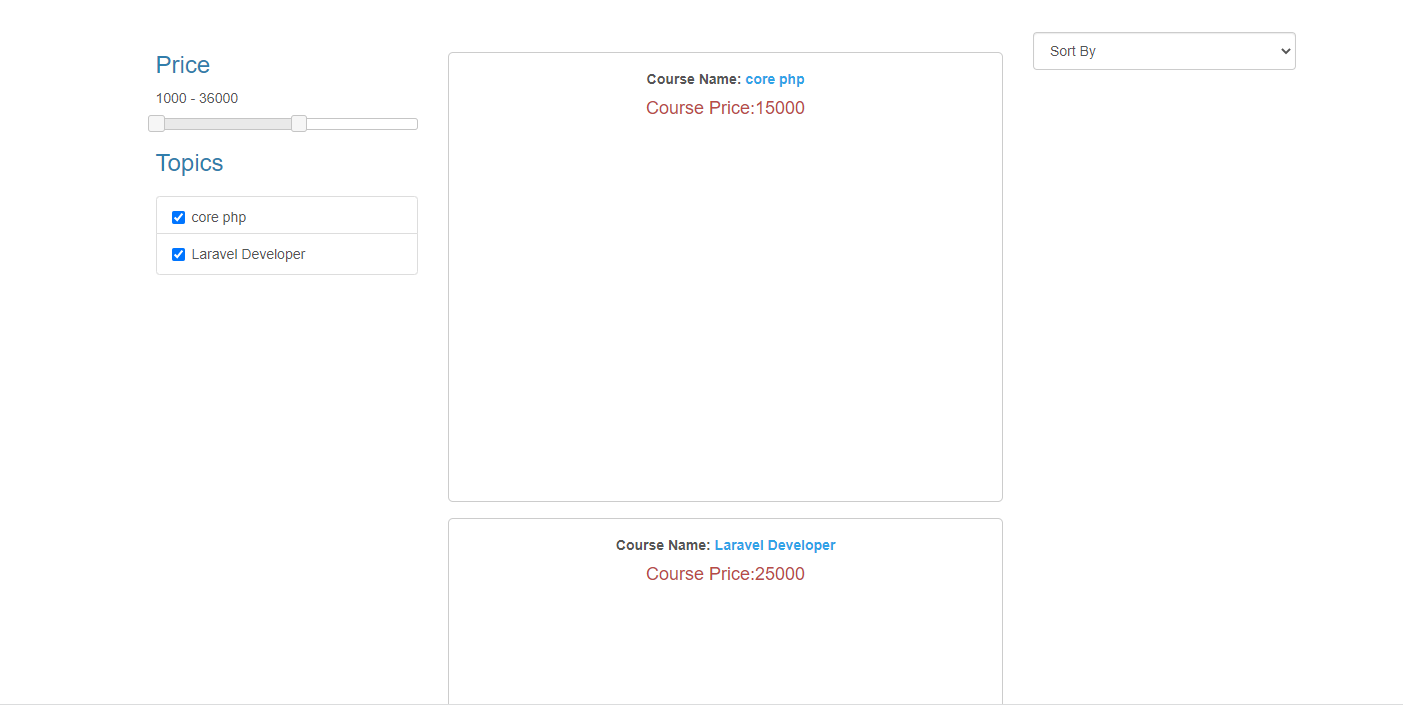 Price
1000 - 36000
Topics
core php
Laravel Developer
Course Name: core php
Course Price:15000
Course Name: Laravel Developer
Course Price:25000
Sort By